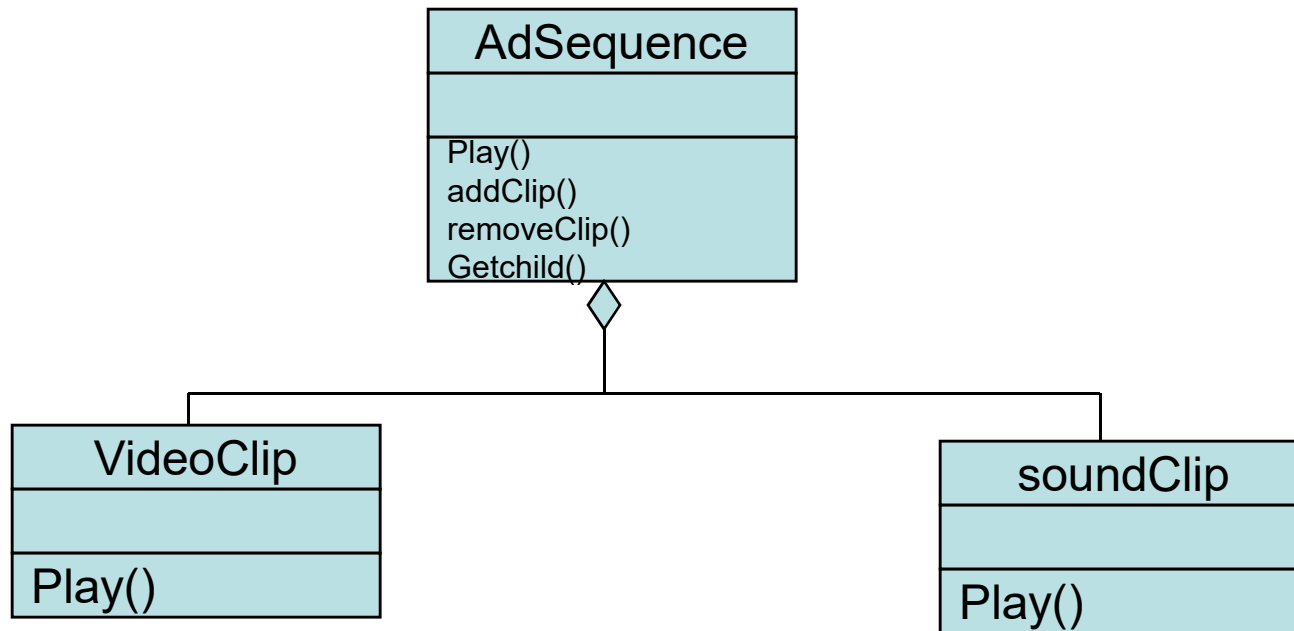 AdSequence
Play()
addClip()
removeClip()
Getchild()
VideoClip
Play()
soundClip
Play()